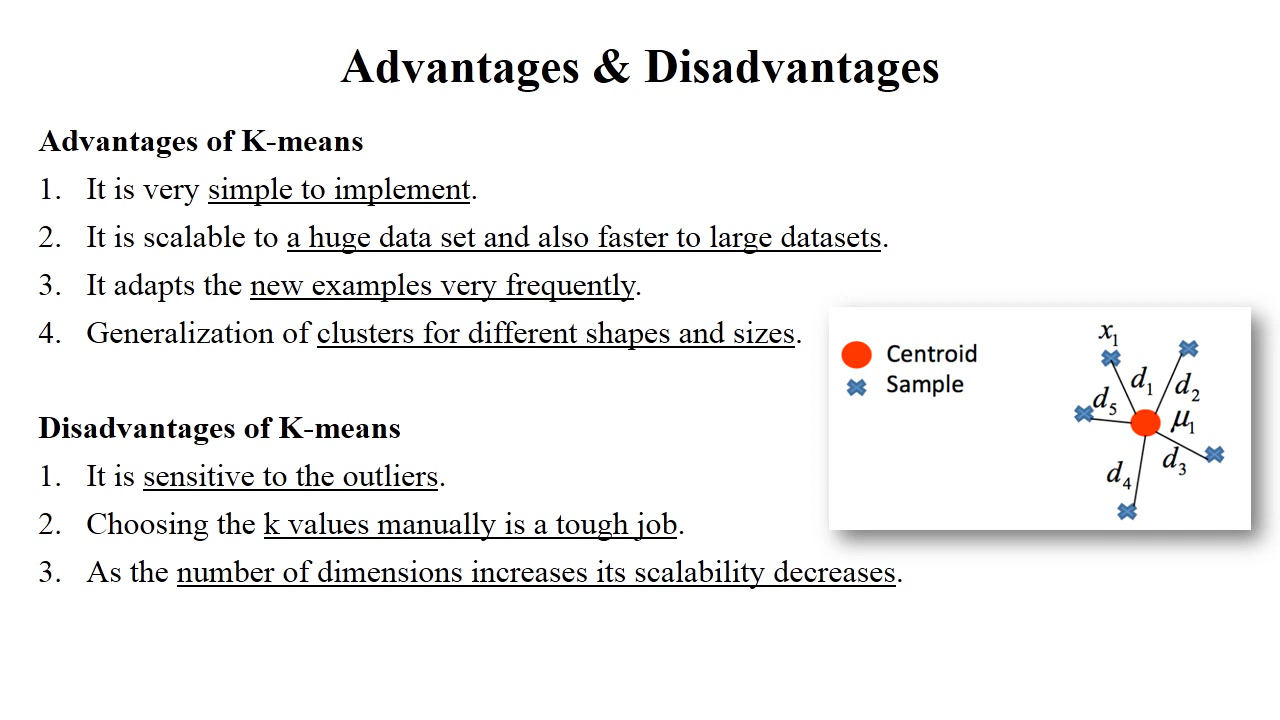 Advantages & Disadvantages
Advantages of K-means
1. It is very simple to implement.
2. It is scalable to a huge data set and also faster to large datasets.
3. It adapts the new examples very frequently.
4. Generalization of clusters for different shapes and sizes.
Disadvantages of K-means
1. It is sensitive to the outliers.
2. Choosing the k values manually is a tough job.
3. As the number of dimensions increases its scalability decreases.
Centroid
Sample
x₁
d₁
d₂
d₅
μ₁
d₃
d₄